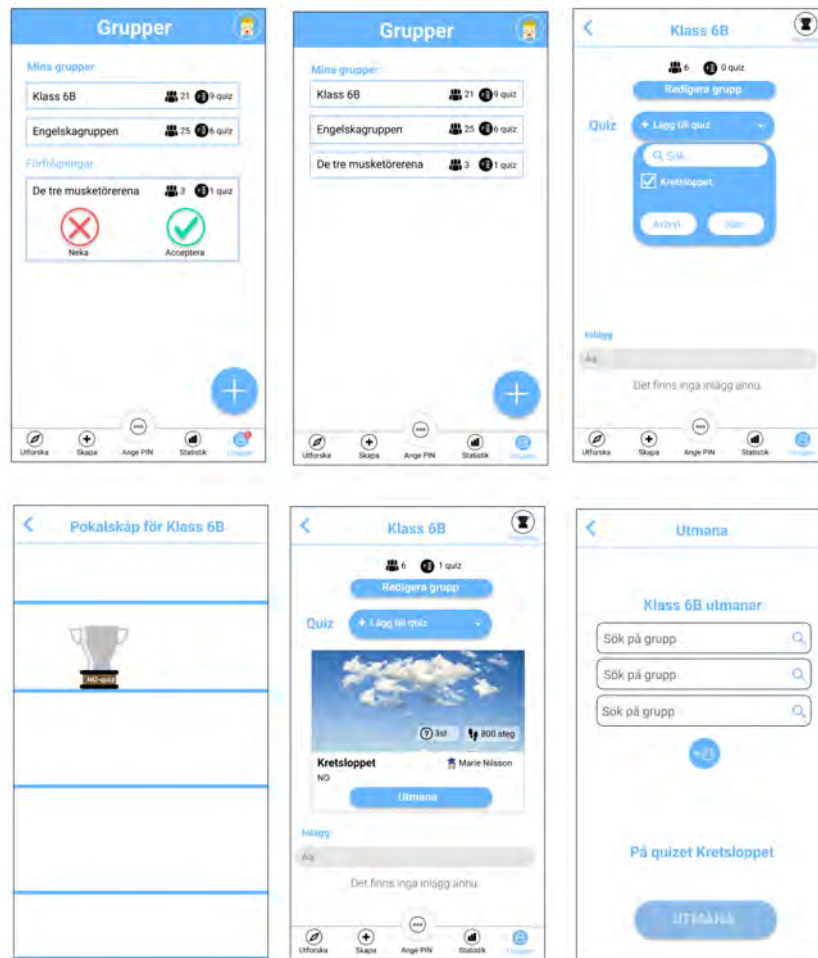 Grupper
Mina grupper
Klass 6B 21 9 quiz
Engelskagruppen 25 6 quiz
Förfrågningar
De tre musketörerena 3 1 quiz
Neka Acceptera
Utforska Skapa Ange PIN Statistik Grupper
Grupper
Mina grupper
Klass 6B 21 9 quiz
Engelskagruppen 25 6 quiz
De tre musketörerena 3 1 quiz
Utforska Skapa Ange PIN Statistik Grupper
Klass 6B
6 0 quiz
Redigera grupp
Quiz + Lägg till quiz
Sök
Kretsloppet
Avbryt Klar
Inlägg
Aa
Det finns inga inlägg ännu.
Utforska Skapa Ange PIN Statistik Grupper
Pokalskåp för Klass 6B
NO-quiz
Klass 6B
6 1 quiz
Redigera grupp
Quiz + Lägg till quiz
3st 800 steg
Kretsloppet Marie Nilsson
NO
Utmana
Inlägg
Aa
Det finns inga inlägg ännu.
Utforska Skapa Ange PIN Statistik Grupper
Utmana
Klass 6B utmanar
Sök på grupp
Sök på grupp
Sök på grupp
På quizet Kretsloppet
UTMANA